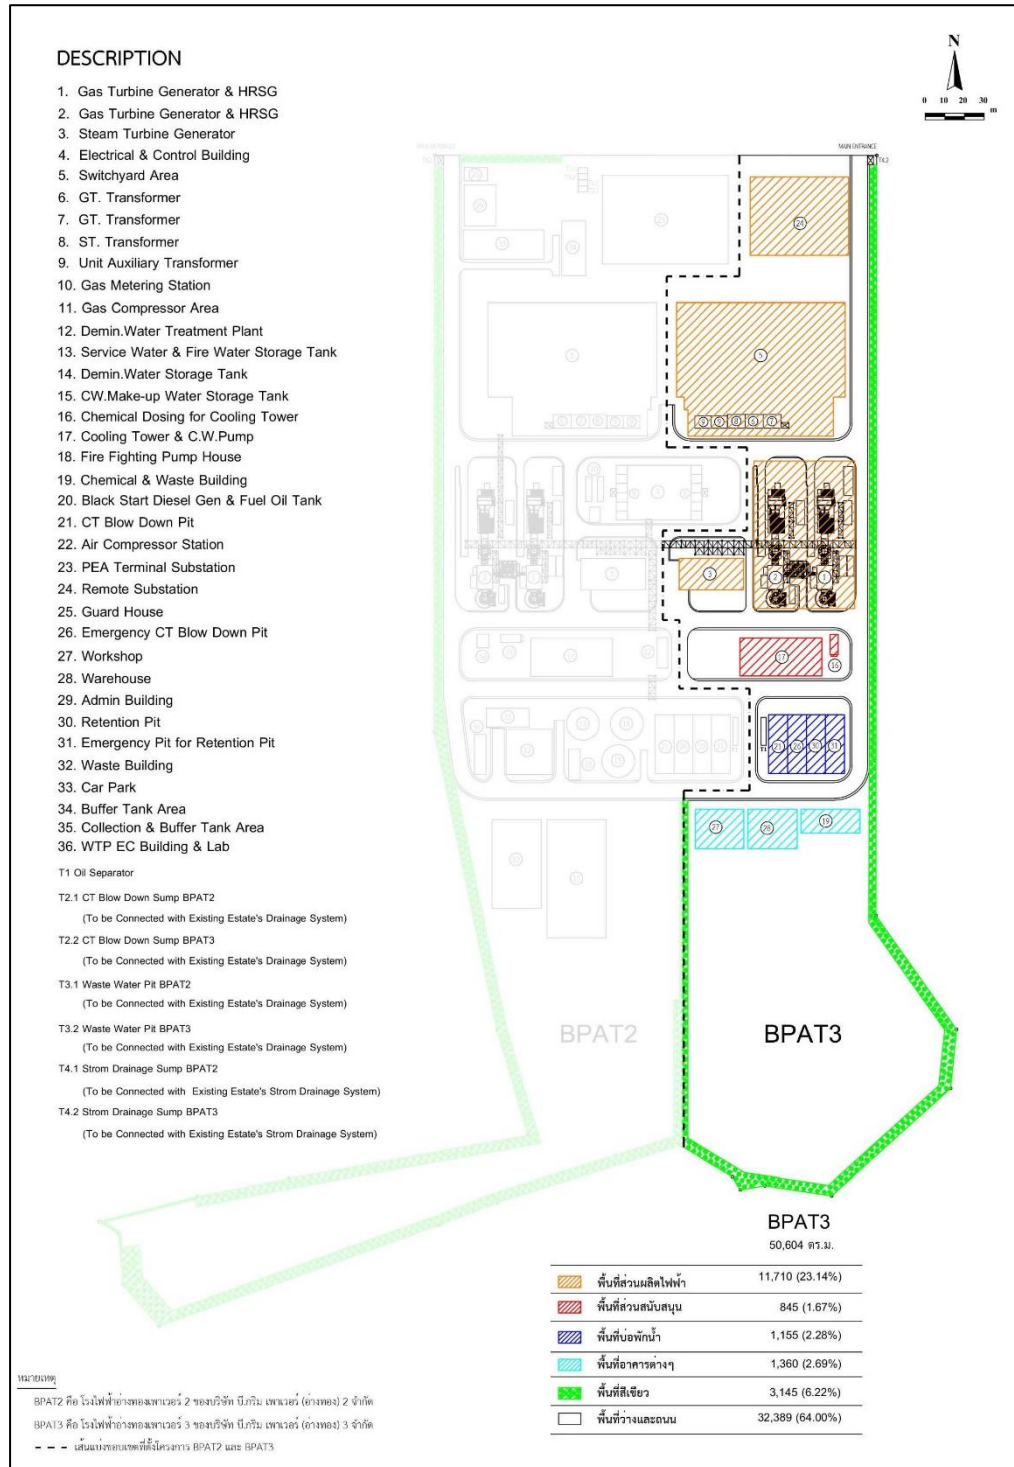 DESCRIPTION
1. Gas Turbine Generator & HRSG
2. Gas Turbine Generator & HRSG
3. Steam Turbine Generator
4. Electrical & Control Building
5. Switchyard Area
6. GT. Transformer
7. GT. Transformer
8. ST. Transformer
9. Unit Auxiliary Transformer
10. Gas Metering Station
11. Gas Compressor Area
12. Demin.Water Treatment Plant
13. Service Water & Fire Water Storage Tank
14. Demin.Water Storage Tank
15. CW.Make-up Water Storage Tank
16. Chemical Dosing for Cooling Tower
17. Cooling Tower & C.W.Pump
18. Fire Fighting Pump House
19. Chemical & Waste Building
20. Black Start Diesel Gen & Fuel Oil Tank
21. CT Blow Down Pit
22. Air Compressor Station
23. PEA Terminal Substation
24. Remote Substation
25. Guard House
26. Emergency CT Blow Down Pit
27. Workshop
28. Warehouse
29. Admin Building
30. Retention Pit
31. Emergency Pit for Retention Pit
32. Waste Building
33. Car Park
34. Buffer Tank Area
35. Collection & Buffer Tank Area
36. WTP EC Building & Lab
T1 Oil Separator
T2.1 CT Blow Down Sump BPAT2
(To be Connected with Existing Estate's Drainage System)
T2.2 CT Blow Down Sump BPAT3
(To be Connected with Existing Estate's Drainage System)
T3.1 Waste Water Pit BPAT2
(To be Connected with Existing Estate's Drainage System)
T3.2 Waste Water Pit BPAT3
(To be Connected with Existing Estate's Drainage System)
T4.1 Strom Drainage Sump BPAT2
(To be Connected with Existing Estate's Strom Drainage System)
T4.2 Strom Drainage Sump BPAT3
(To be Connected with Existing Estate's Strom Drainage System)
N
0 10 20 30
m
MAIN ENTRANCE
MAIN ENTRANCE
T4.2
24
5
3
2
1
17
16
21
30
31
27
28
19
BPAT2
BPAT3
BPAT3
50,604 ตร.ม.
พื้นที่ส่วนผลิตไฟฟ้า 11,710 (23.14%)
พื้นที่ส่วนสนับสนุน 845 (1.67%)
พื้นที่บ่อพักน้ำ 1,155 (2.28%)
พื้นที่อาคารต่างๆ 1,360 (2.69%)
พื้นที่สีเขียว 3,145 (6.22%)
พื้นที่ว่างและถนน 32,389 (64.00%)
หมายเหตุ
BPAT2 คือ โรงไฟฟ้าอ่างทองเพาเวอร์ 2 ของบริษัท บี.กริม เพาเวอร์ (อ่างทอง) 2 จำกัด
BPAT3 คือ โรงไฟฟ้าอ่างทองเพาเวอร์ 3 ของบริษัท บี.กริม เพาเวอร์ (อ่างทอง) 3 จำกัด
เส้นแบ่งขอบเขตที่ตั้งโครงการ BPAT2 และ BPAT3